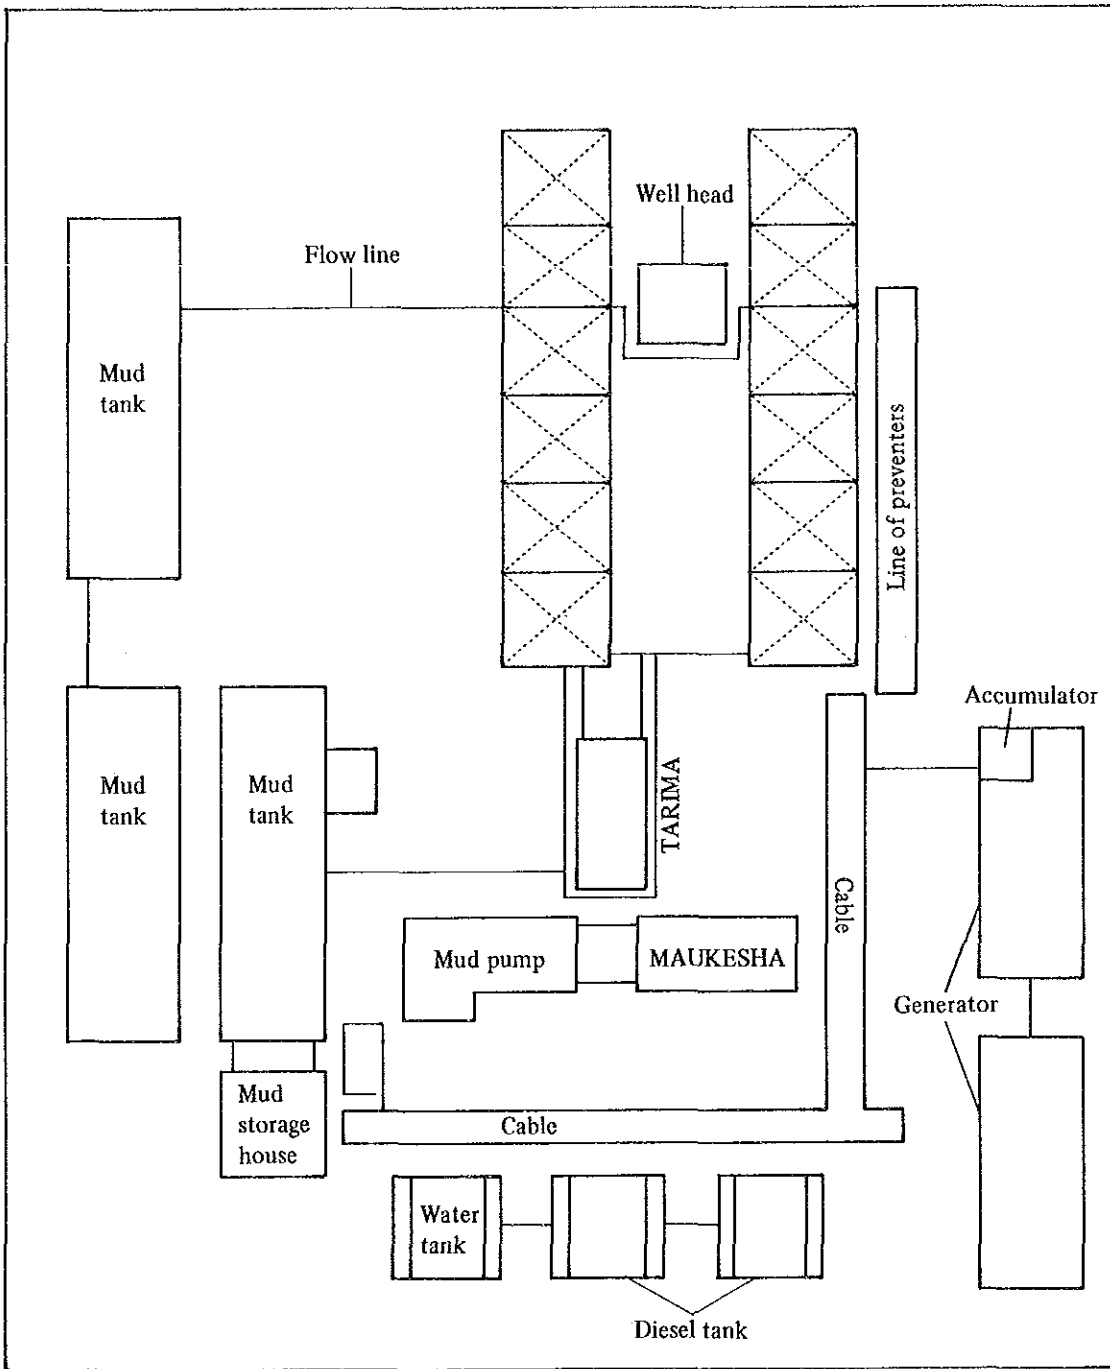 Well head
Flow line
Mud
tank
Line of preventers
Accumulator
Mud
tank
Mud
tank
TARIMA
Cable
Mud pump
MAUKESHA
Generator
Mud
storage
house
Cable
Water
tank
Diesel tank